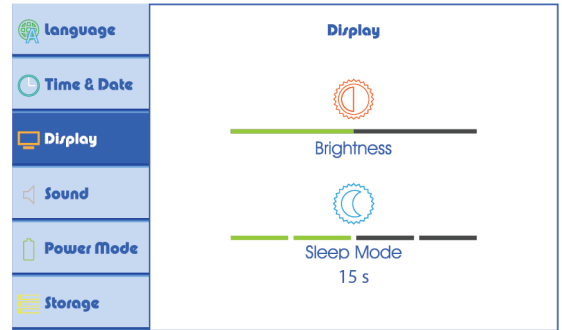 Language
Time & Date
Display
Sound
Power Mode
Storage
Display
Brightness
Sleep Mode
15 s